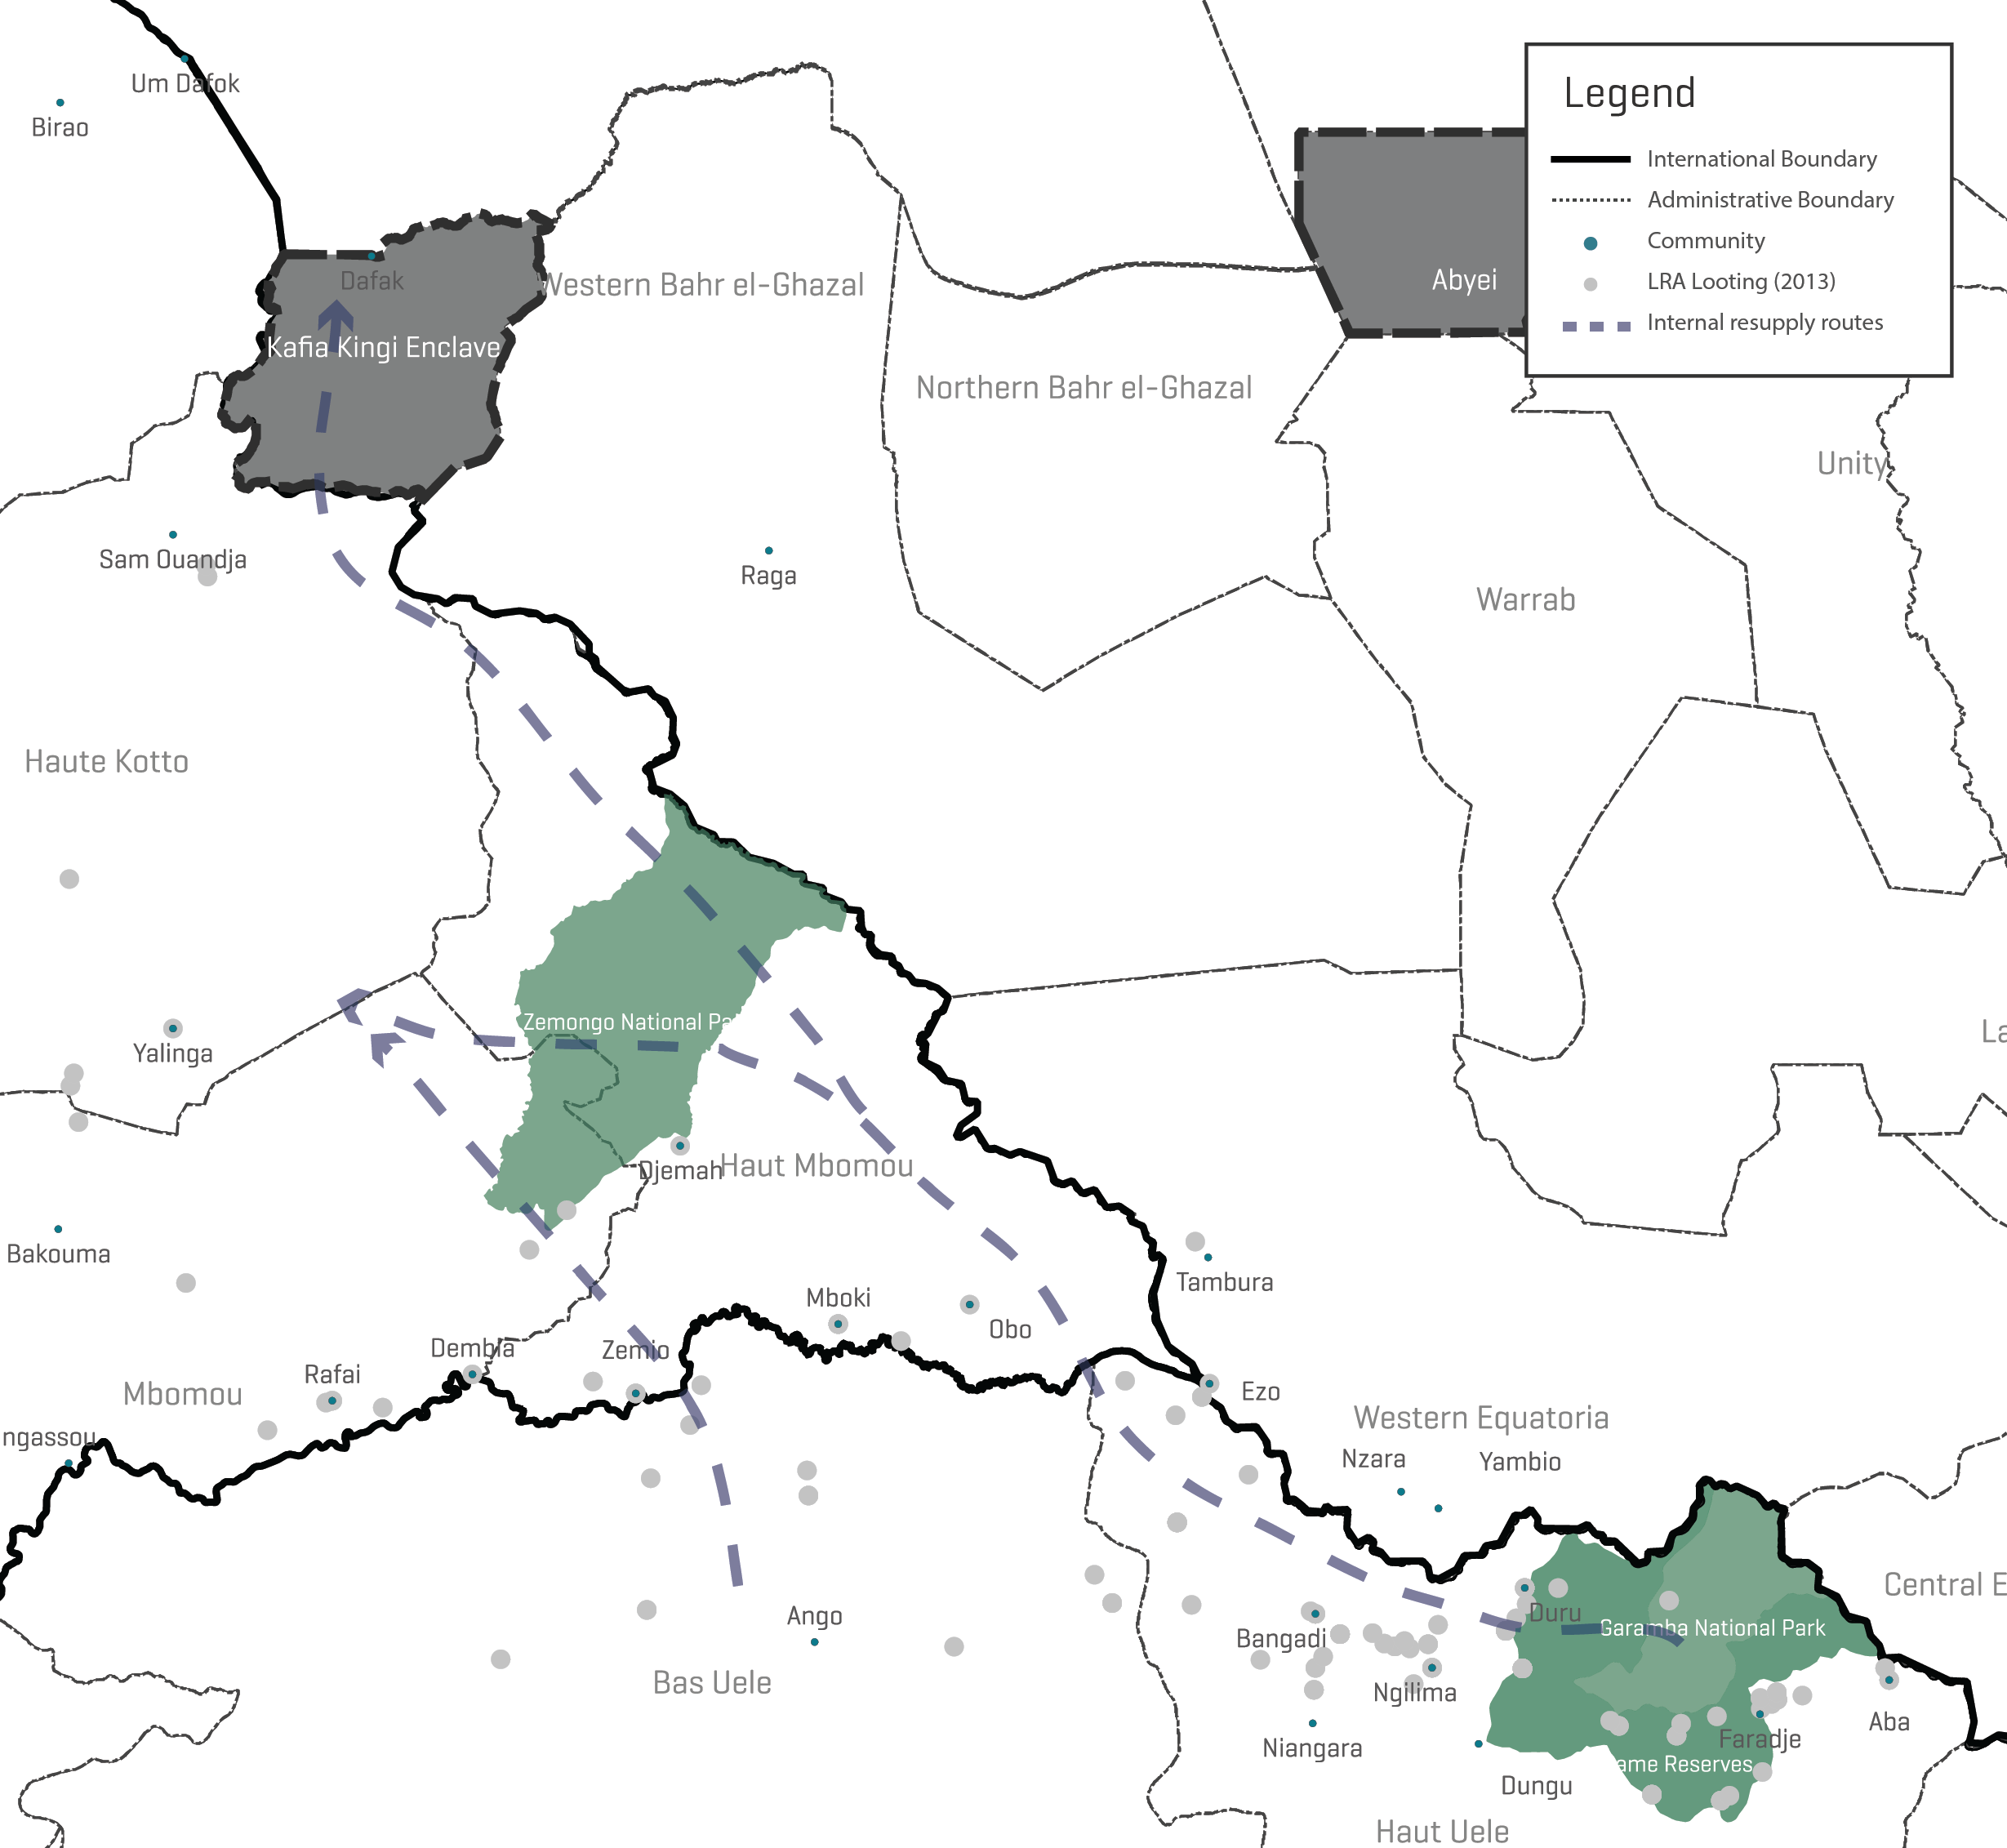 Um Dafok
Birao
Legend
International Boundary
Administrative Boundary
Community
LRA Looting (2013)
Internal resupply routes
Dafak
Western Bahr el-Ghazal
Abyei
Kafia Kingi Enclave
Northern Bahr el-Ghazal
Unity
Sam Ouandja
Raga
Warrab
Haute Kotto
Zemongo National Pa
La
Yalinga
Djemah
Haut Mbomou
Bakouma
Tambura
Mboki
Obo
Dembia
Zemio
Rafai
Mbomou
Ezo
ngassou
Western Equatoria
Nzara
Yambio
Central E
Ango
Duru
Garamba National Park
Bangadi
Bas Uele
Ngilima
Niangara
Faradje
Aba
ame Reserves
Dungu
Haut Uele